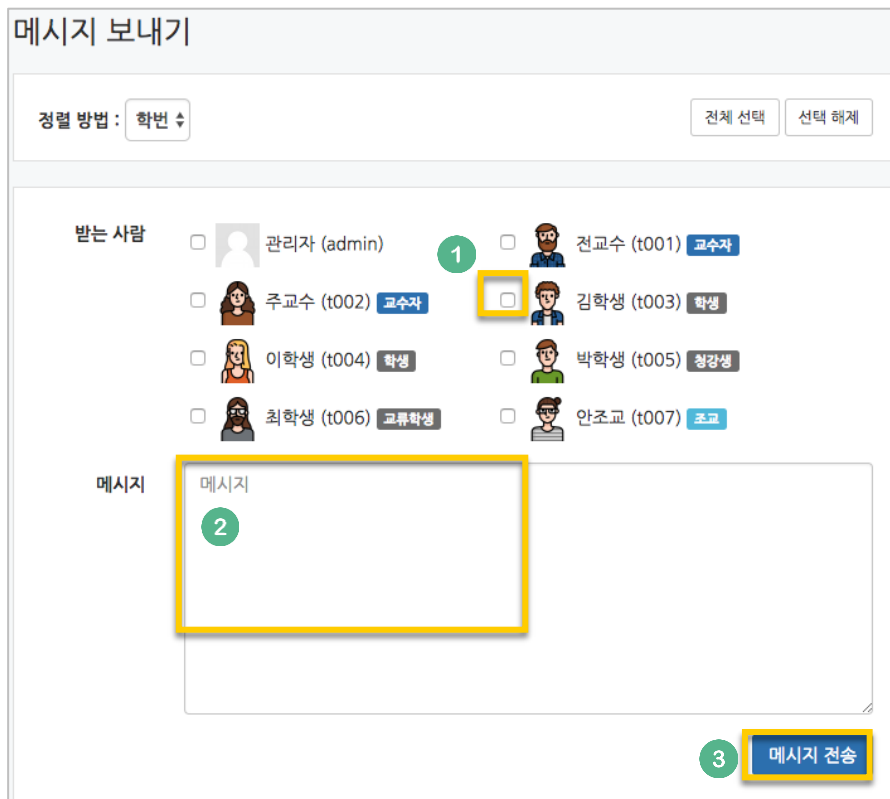 메시지 보내기
정렬 방법 : 학번 전체 선택 선택 해제
받는 사람 관리자 (admin) 전교수 (t001) 교수자
1
주교수 (t002) 교수자 김학생 (t003) 학생
이학생 (t004) 학생 박학생 (t005) 청강생
최학생 (t006) 교류학생 안조교 (t007) 조교
메시지 메시지
2
3 메시지 전송